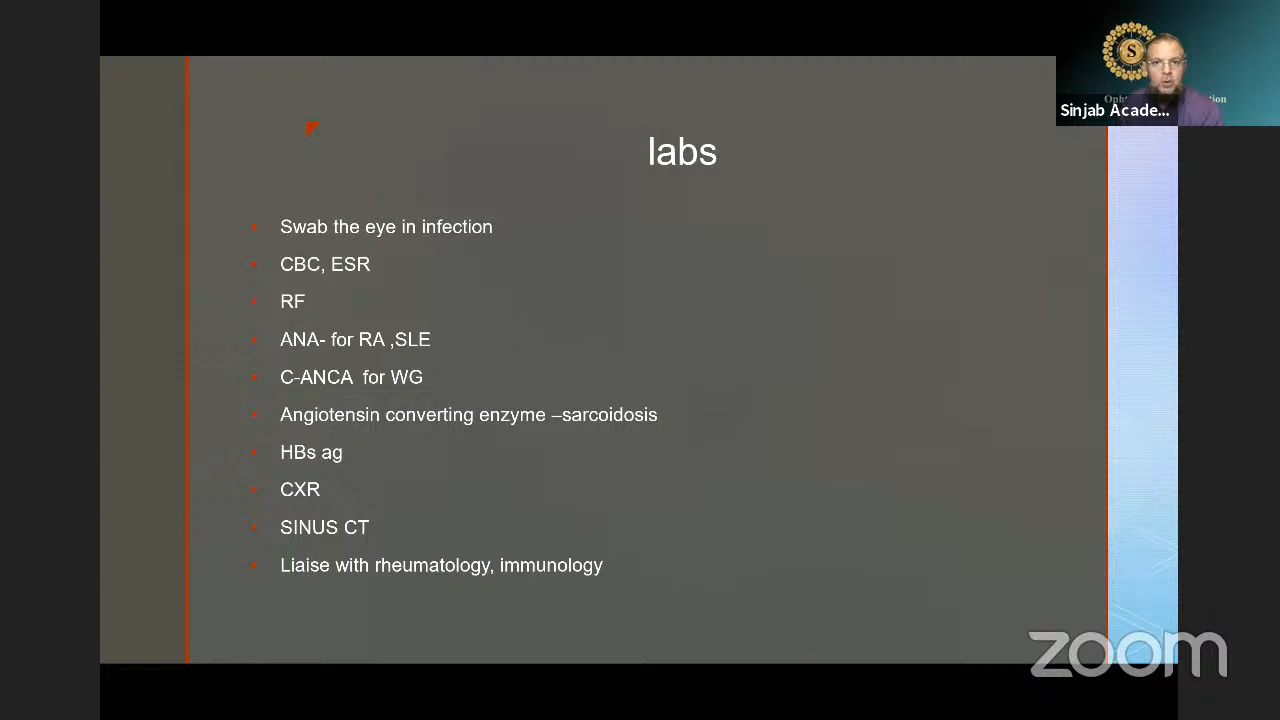 S
Sinjab Acade...
labs
Swab the eye in infection
CBC, ESR
RF
ANA- for RA ,SLE
C-ANCA  for WG
Angiotensin converting enzyme –sarcoidosis
HBs ag
CXR
SINUS CT
Liaise with rheumatology, immunology
zoom